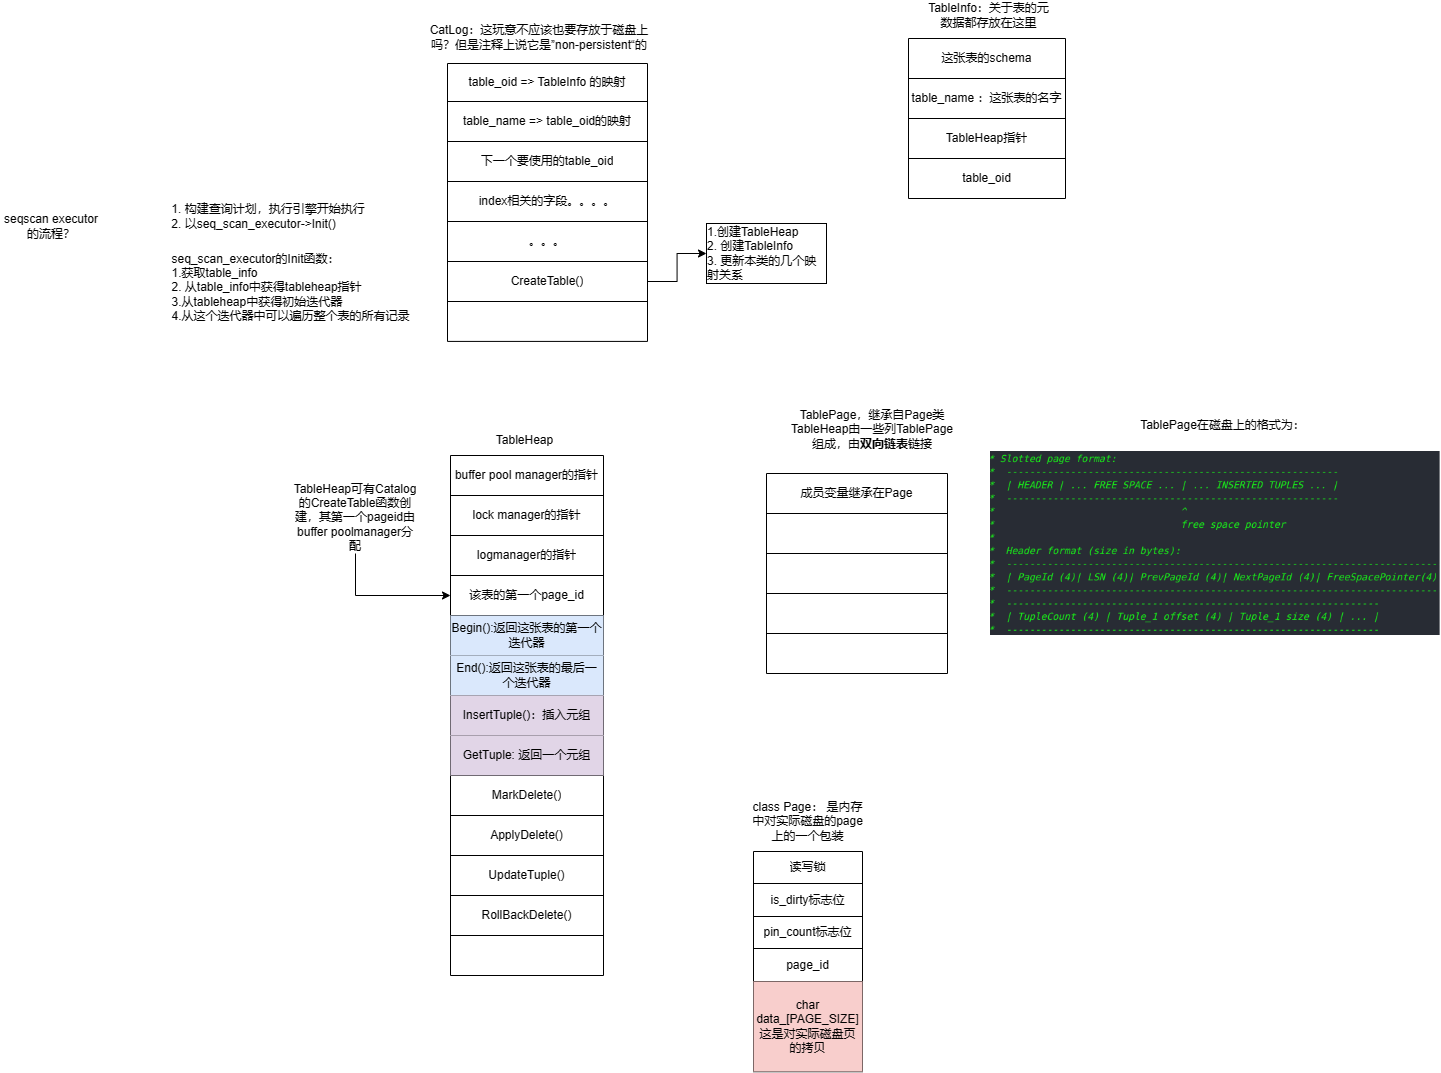 CatLog：这玩意不应该也要存放于磁盘上
吗？但是注释上说它是”non-persistent“的
table_oid => TableInfo 的映射
table_name => table_oid的映射
下一个要使用的table_oid
index相关的字段。。。。
。。。
CreateTable()
1.创建TableHeap
2. 创建TableInfo
3. 更新本类的几个映
射关系
TableInfo：关于表的元
数据都存放在这里
这张表的schema
table_name ：这张表的名字
TableHeap指针
table_oid
seqscan executor
的流程？
1. 构建查询计划，执行引擎开始执行
2. 以seq_scan_executor->Init()
seq_scan_executor的Init函数：
1.获取table_info
2. 从table_info中获得tableheap指针
3.从tableheap中获得初始迭代器
4.从这个迭代器中可以遍历整个表的所有记录
TableHeap
buffer pool manager的指针
lock manager的指针
logmanager的指针
该表的第一个page_id
Begin():返回这张表的第一个
迭代器
End():返回这张表的最后一
个迭代器
InsertTuple()：插入元组
GetTuple: 返回一个元组
MarkDelete()
ApplyDelete()
UpdateTuple()
RollBackDelete()
TableHeap可有Catalog
的CreateTable函数创
建，其第一个pageid由
buffer poolmanager分
配
TablePage，继承自Page类
TableHeap由一些列TablePage
组成，由双向链表链接
成员变量继承在Page
TablePage在磁盘上的格式为：
* Slotted page format:
*  ---------------------------------------------------------
*  | HEADER | ... FREE SPACE ... | ... INSERTED TUPLES ... |
*  ---------------------------------------------------------
*                                ^
*                                free space pointer
*
*  Header format (size in bytes):
*  ----------------------------------------------------------------------------
*  | PageId (4)| LSN (4)| PrevPageId (4)| NextPageId (4)| FreeSpacePointer(4)
*  ----------------------------------------------------------------------------
*  ----------------------------------------------------------------
*  | TupleCount (4) | Tuple_1 offset (4) | Tuple_1 size (4) | ... |
*  ----------------------------------------------------------------
class Page： 是内存
中对实际磁盘的page
上的一个包装
读写锁
is_dirty标志位
pin_count标志位
page_id
char
data_[PAGE_SIZE]
这是对实际磁盘页
的拷贝